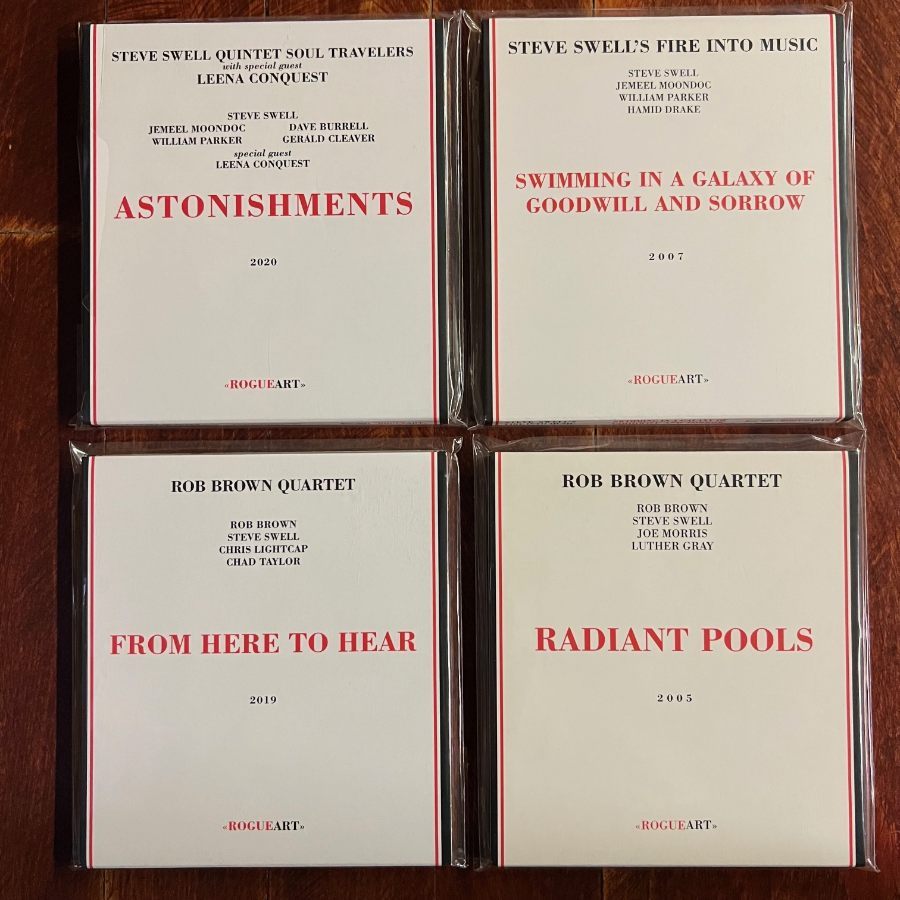 STEVE SWELL QUINTET SOUL TRAVELERS
with special guest
LEENA CONQUEST
STEVE SWELL
JEMEEL MOONDOC DAVE BURRELL
WILLIAM PARKER GERALD CLEAVER
special guest
LEENA CONQUEST
ASTONISHMENTS
2020
«ROGUEART»
STEVE SWELL'S FIRE INTO MUSIC
STEVE SWELL
JEMEEL MOONDOC
WILLIAM PARKER
HAMID DRAKE
SWIMMING IN A GALAXY OF
GOODWILL AND SORROW
2007
«ROGUEART»
ROB BROWN QUARTET
ROB BROWN
STEVE SWELL
CHRIS LIGHTCAP
CHAD TAYLOR
FROM HERE TO HEAR
2019
«ROGUEART»
ROB BROWN QUARTET
ROB BROWN
STEVE SWELL
JOE MORRIS
LUTHER GRAY
RADIANT POOLS
2005
«ROGUEART»